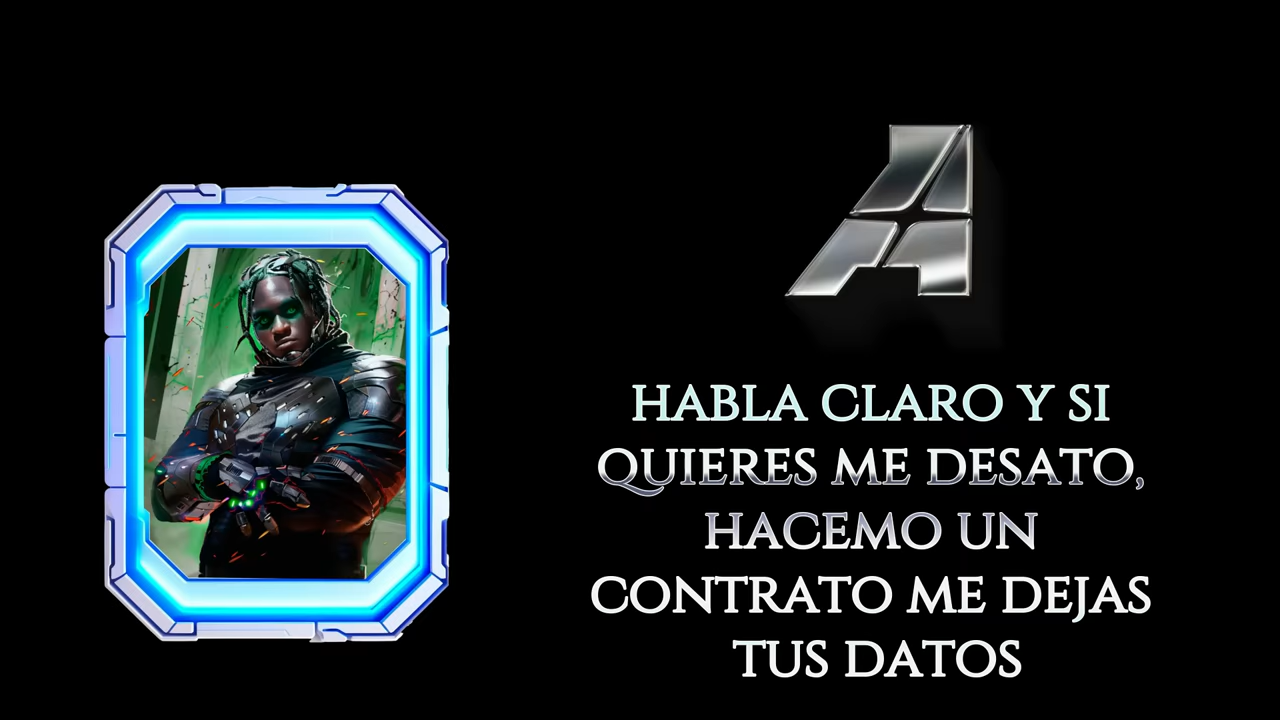 A
HABLA CLARO Y SI
QUIERES ME DESATO,
HACEMO UN
CONTRATO ME DEJAS
TUS DATOS